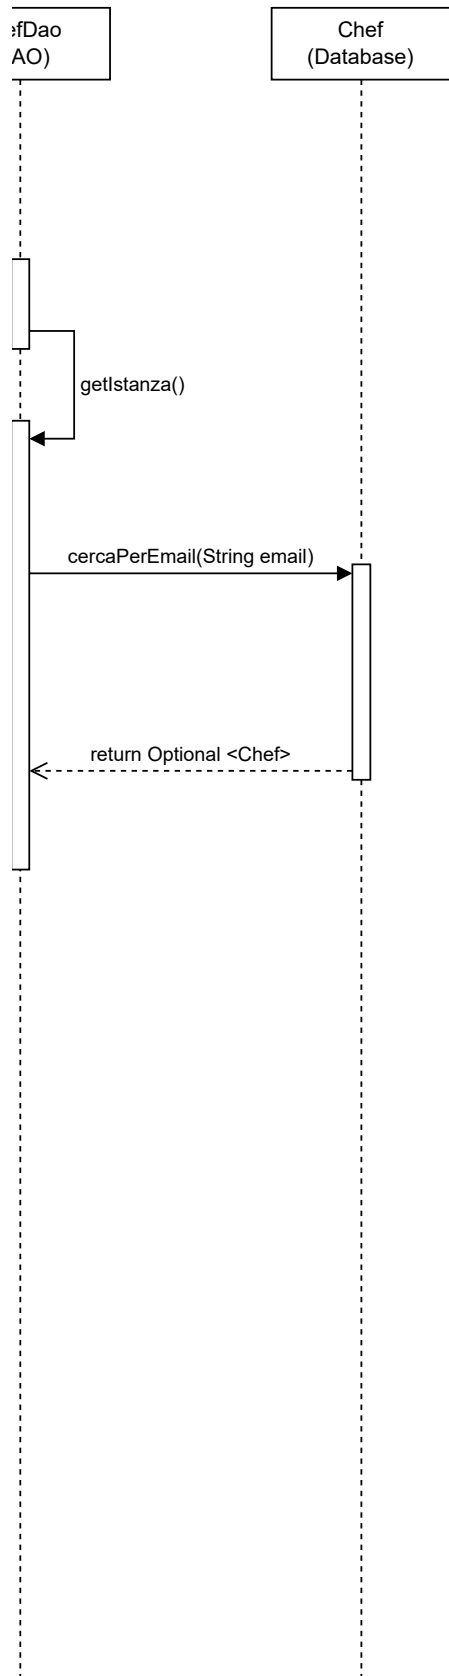 efDao
AO)
Chef
(Database)
getIstanza()
cercaPerEmail(String email)
return Optional <Chef>